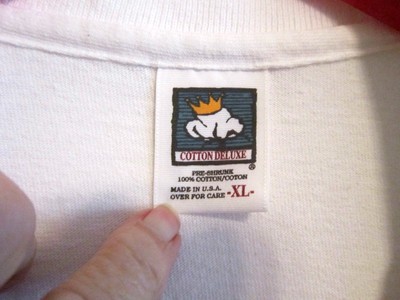 COTTON DELUXE
®
PRE-SHRUNK
100% COTTON/COTON
MADE IN U.S.A.
OVER FOR CARE -XL-